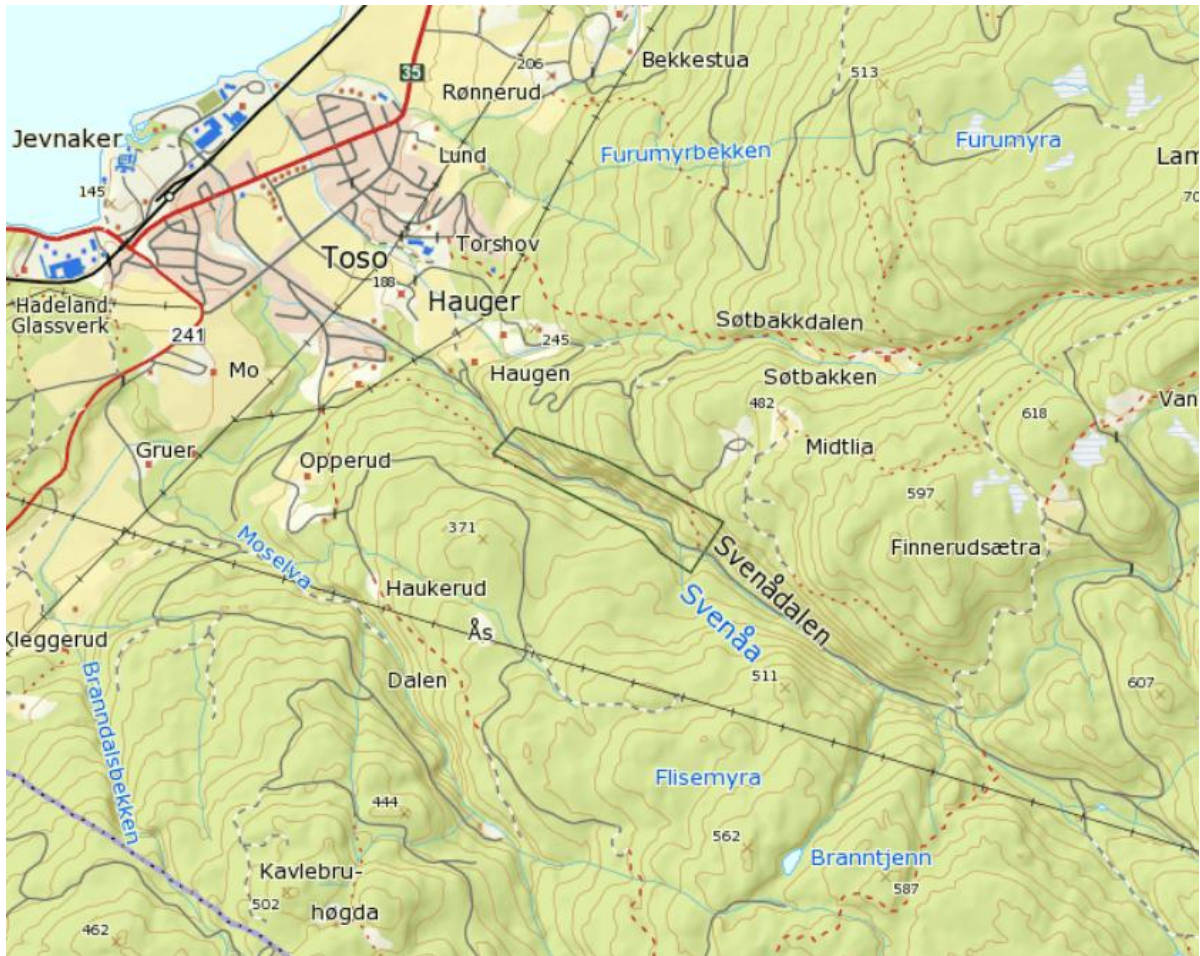 Bekkestua
35
206
513
Rønnerud
Jevnaker
Lund
Furumyrbekken
Furumyra
Lam
145
70
Torshov
Toso
188
Hauger
Hadeland
Glassverk
241
Søtbakkdalen
245
Mo
Haugen
Søtbakken
482
618
Van
Gruer
Opperud
Midtlia
371
597
Moselva
Finnerudsætra
Svenådalen
Haukerud
Svenåa
Ås
Kleggerud
Dalen
511
607
Branndalsbekken
Flisemyra
444
562
Branntjenn
Kavlebru-
høgda
502
587
462